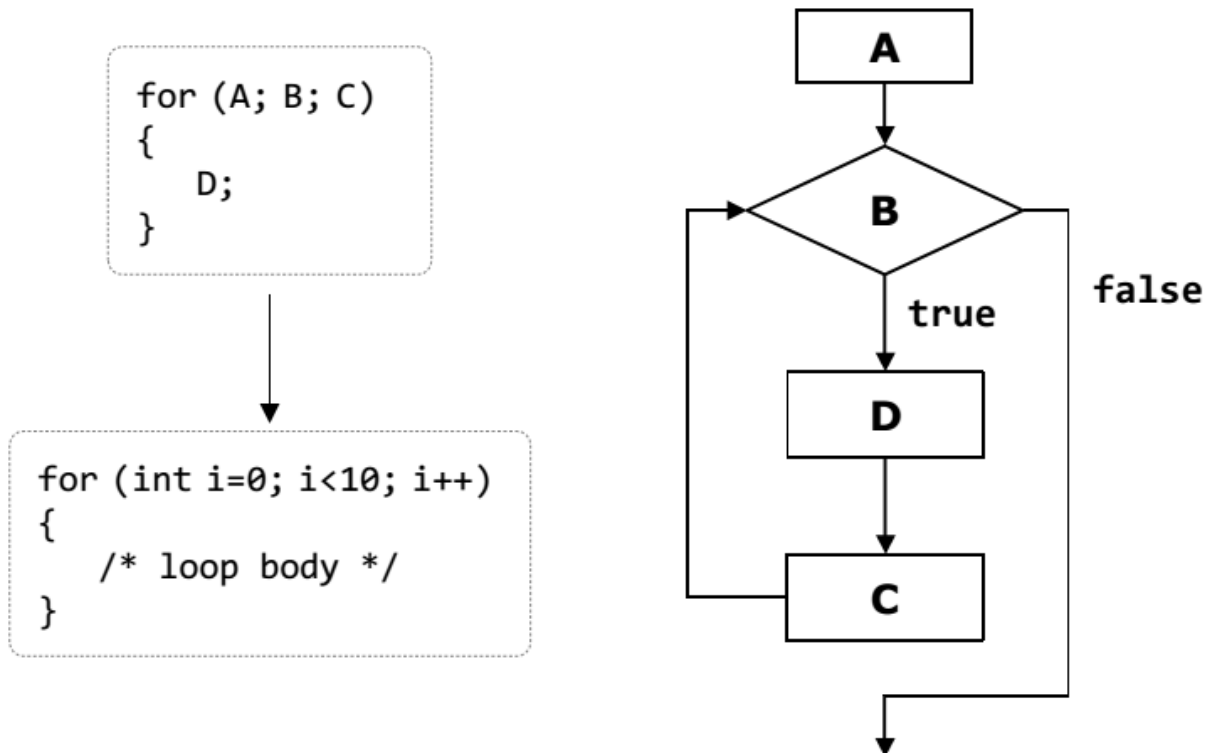 for (A; B; C)
{
D;
}
for (int i=0; i<10; i++)
{
/* loop body */
}
A
B
true
false
D
C